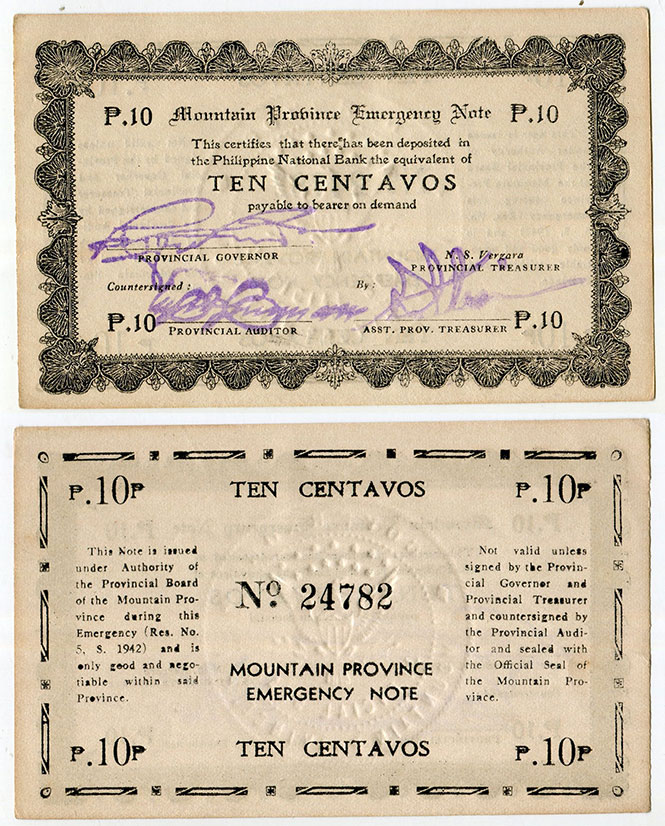 ₱.10 Mountain Province Emergency Note ₱.10
This certifies that there has been deposited in
the Philippine National Bank the equivalent of
TEN CENTAVOS
payable to bearer on demand
PROVINCIAL GOVERNOR
N. S. Vergara
PROVINCIAL TREASURER
Countersigned :
By :
₱.10 PROVINCIAL AUDITOR
ASST. PROV. TREASURER ₱.10
₱.10₱ TEN CENTAVOS ₱.10₱
This Note is issued
under Authority of
the Provincial Board
of the Mountain Pro-
vince during this
Emergency (Res. No.
5, S. 1942) and is
only good and nego-
tiable within said
Province.
Nº 24782
MOUNTAIN PROVINCE
EMERGENCY NOTE
Not valid unless
signed by the Provin-
cial Governor and
Provincial Treasurer
and countersigned by
the Provincial Audi-
tor and sealed with
the Official Seal of
the Mountain Pro-
vince.
₱.10₱ TEN CENTAVOS ₱.10₱